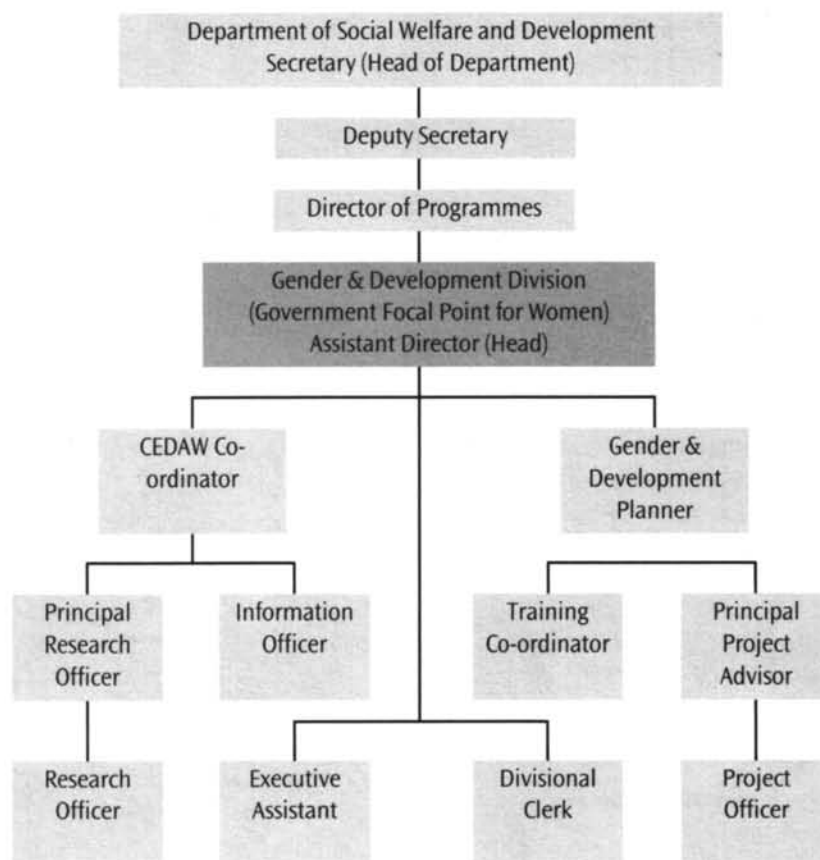 Department of Social Welfare and Development
Secretary (Head of Department)
Deputy Secretary
Director of Programmes
Gender & Development Division
(Government Focal Point for Women)
Assistant Director (Head)
CEDAW Co-
ordinator
Gender &
Development
Planner
Principal
Research
Officer
Information
Officer
Training
Co-ordinator
Principal
Project
Advisor
Research
Officer
Executive
Assistant
Divisional
Clerk
Project
Officer